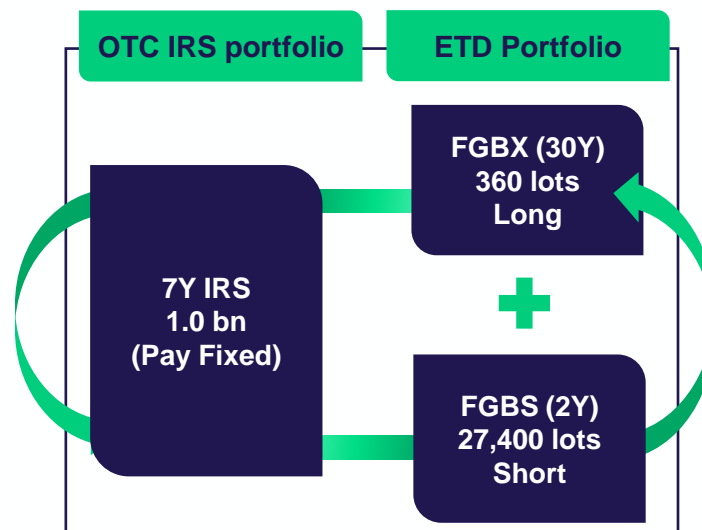 OTC IRS portfolio
ETD Portfolio
7Y IRS
1.0 bn
(Pay Fixed)
FGBX (30Y)
360 lots
Long
FGBS (2Y)
27,400 lots
Short